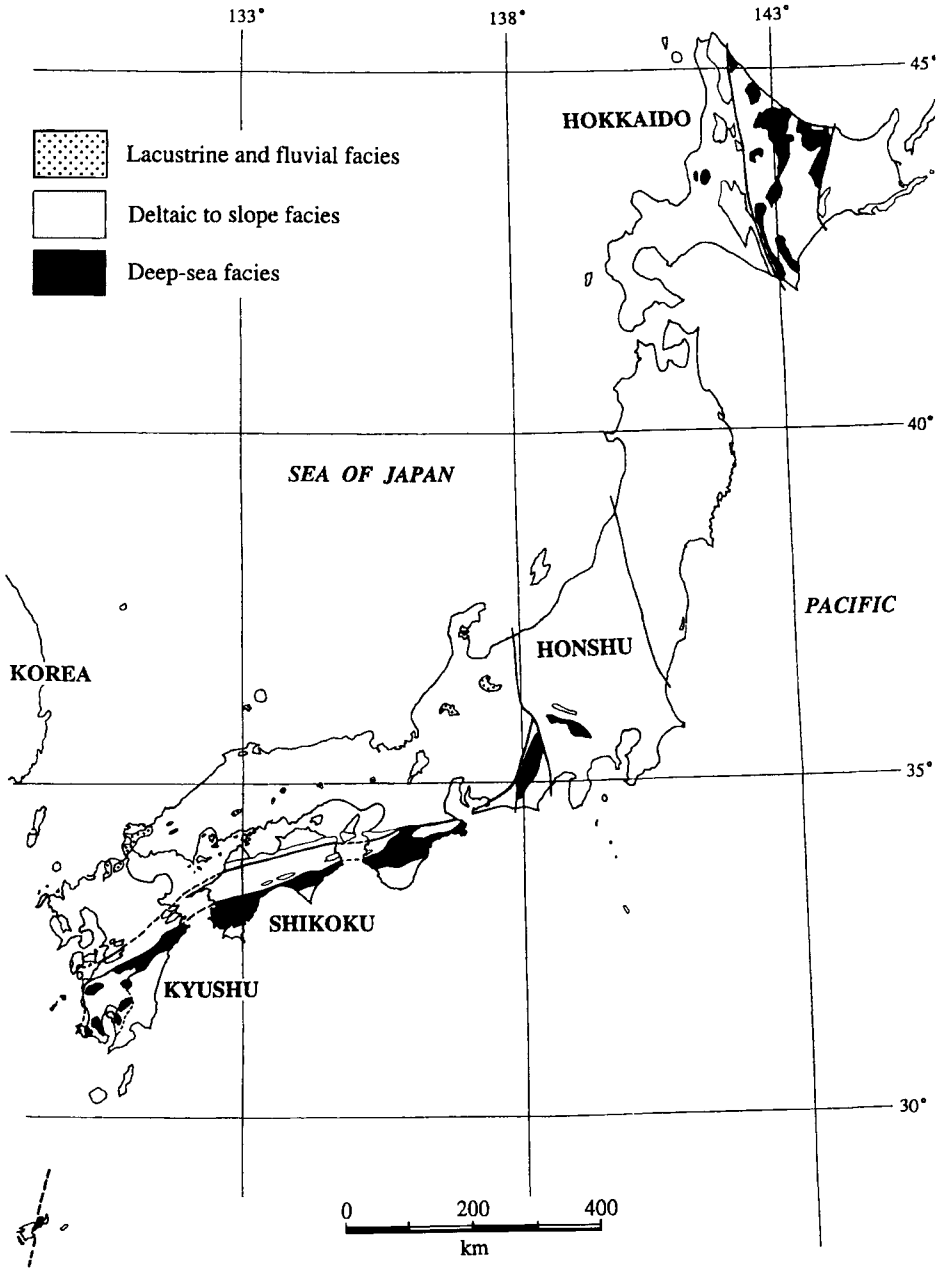 133° 138° 143°
45°
HOKKAIDO
Lacustrine and fluvial facies
Deltaic to slope facies
Deep-sea facies
40°
SEA OF JAPAN
PACIFIC
HONSHU
KOREA
35°
SHIKOKU
KYUSHU
30°
0 200 400
km